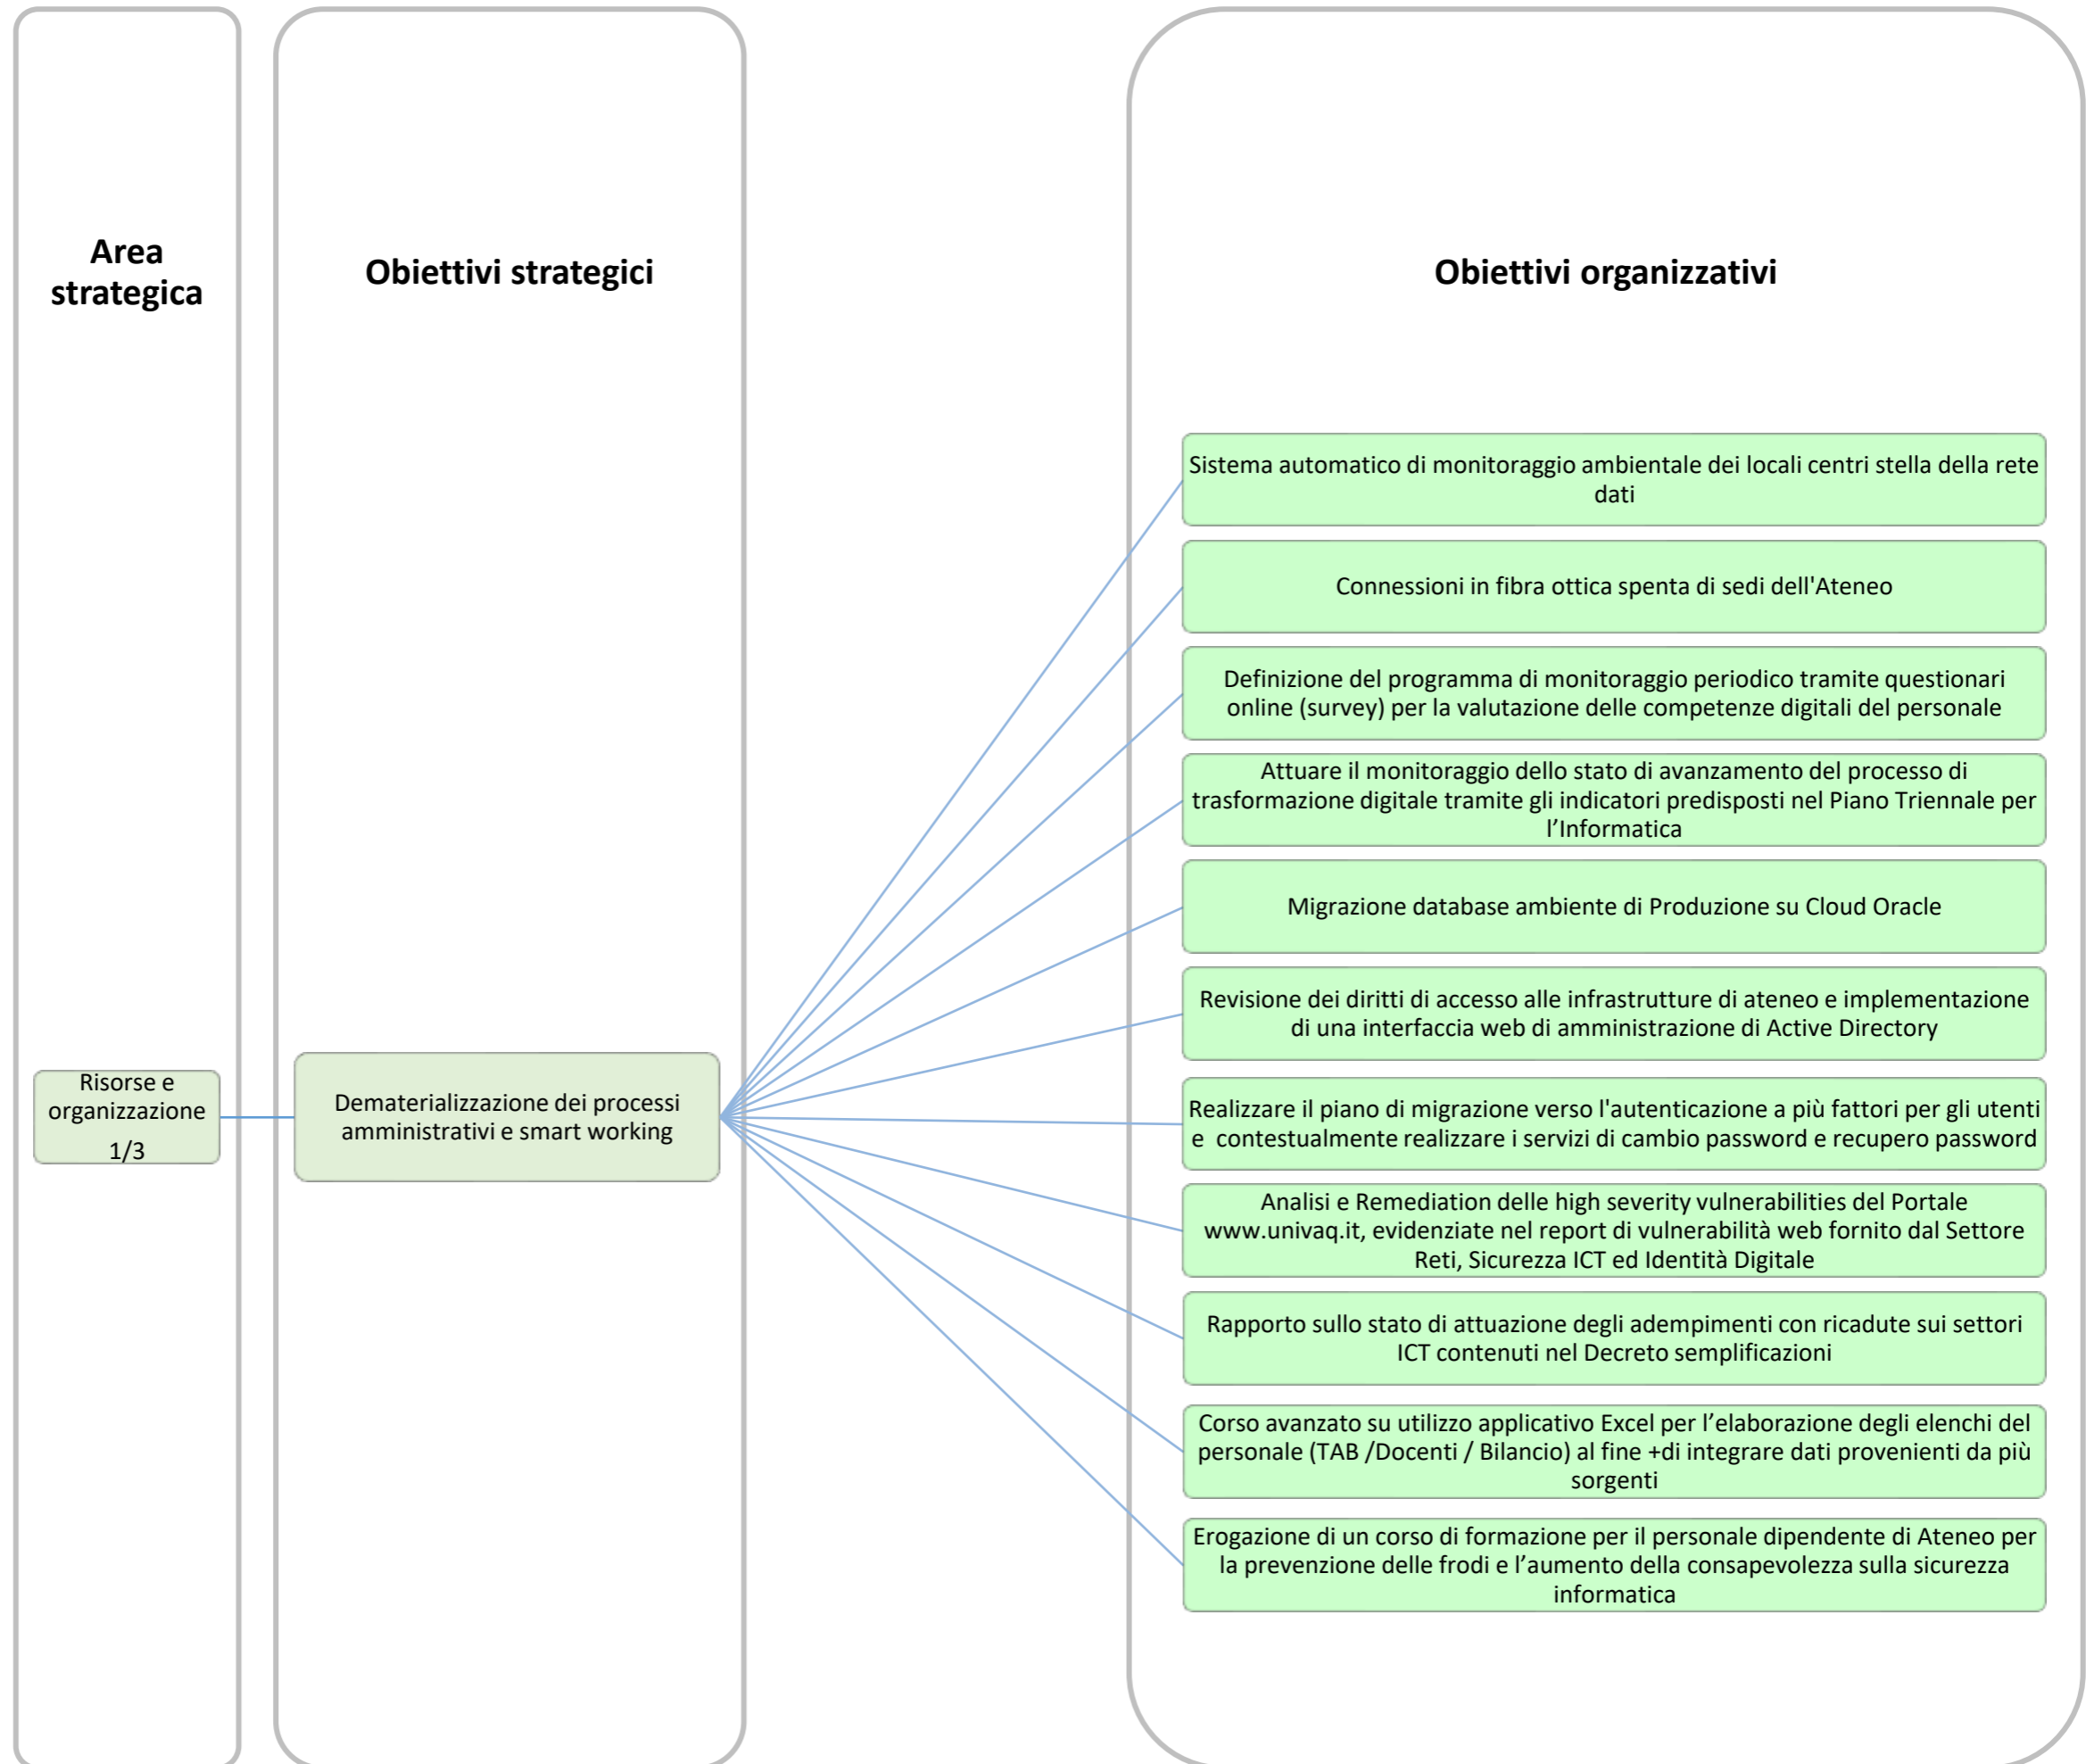 Area
strategica
Obiettivi strategici
Obiettivi organizzativi
Risorse e
organizzazione
1/3
Dematerializzazione dei processi
amministrativi e smart working
Sistema automatico di monitoraggio ambientale dei locali centri stella della rete
dati
Connessioni in fibra ottica spenta di sedi dell'Ateneo
Definizione del programma di monitoraggio periodico tramite questionari
online (survey) per la valutazione delle competenze digitali del personale
Attuare il monitoraggio dello stato di avanzamento del processo di
trasformazione digitale tramite gli indicatori predisposti nel Piano Triennale per
l’Informatica
Migrazione database ambiente di Produzione su Cloud Oracle
Revisione dei diritti di accesso alle infrastrutture di ateneo e implementazione
di una interfaccia web di amministrazione di Active Directory
Realizzare il piano di migrazione verso l'autenticazione a più fattori per gli utenti
e  contestualmente realizzare i servizi di cambio password e recupero password
Analisi e Remediation delle high severity vulnerabilities del Portale
www.univaq.it, evidenziate nel report di vulnerabilità web fornito dal Settore
Reti, Sicurezza ICT ed Identità Digitale
Rapporto sullo stato di attuazione degli adempimenti con ricadute sui settori
ICT contenuti nel Decreto semplificazioni
Corso avanzato su utilizzo applicativo Excel per l’elaborazione degli elenchi del
personale (TAB /Docenti / Bilancio) al fine +di integrare dati provenienti da più
sorgenti
Erogazione di un corso di formazione per il personale dipendente di Ateneo per
la prevenzione delle frodi e l’aumento della consapevolezza sulla sicurezza
informatica